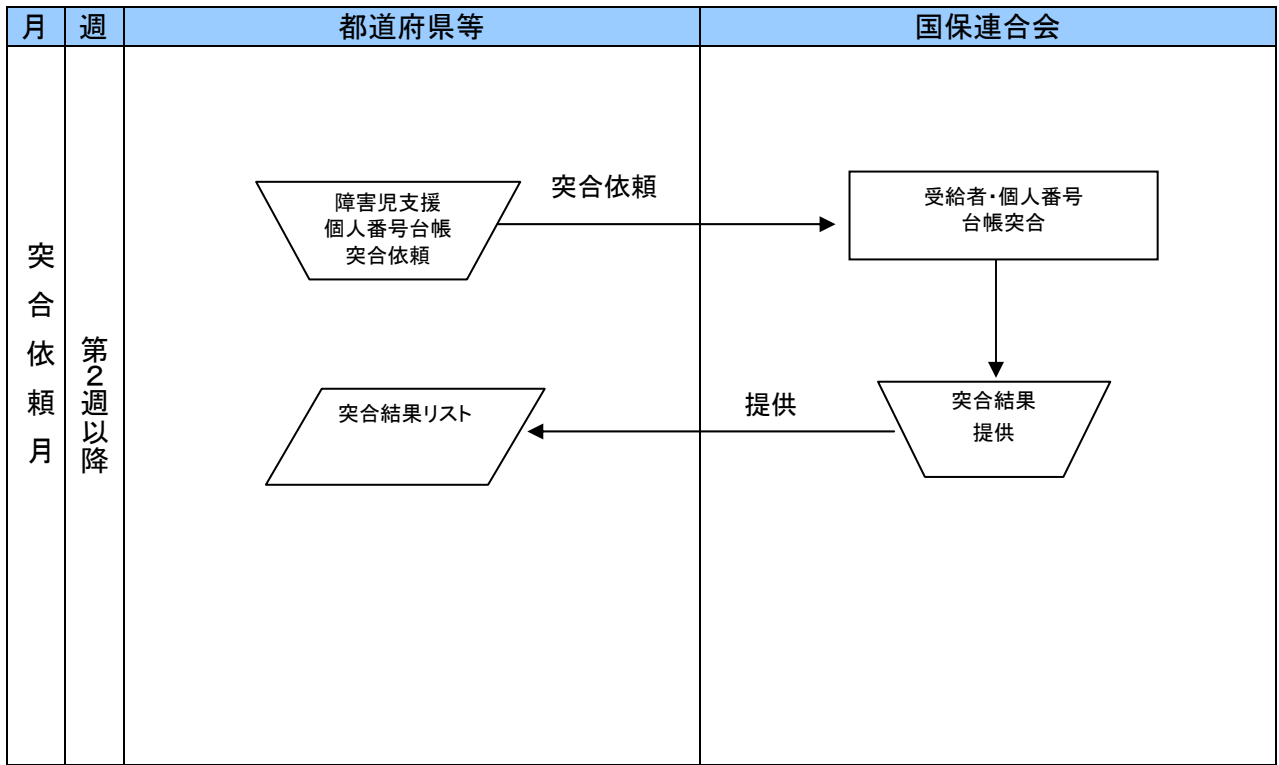 月 週 都道府県等 国保連合会
突合依頼月
第2週以降
障害児支援
個人番号台帳
突合依頼
突合依頼
受給者・個人番号
台帳突合
突合結果リスト
提供
突合結果
提供